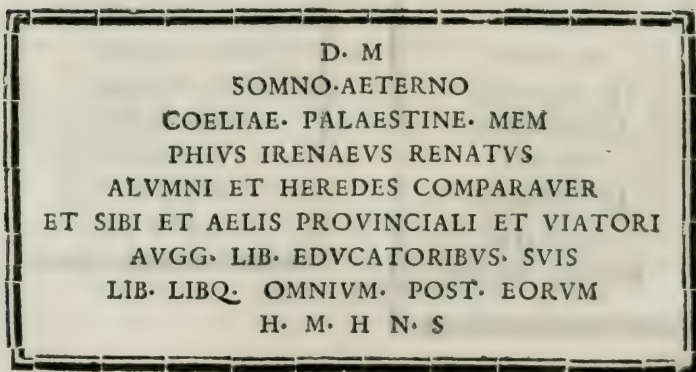 D· M
SOMNO·AETERNO
COELIAE· PALAESTINE· MEM
PHIVS IRENAEVS RENATVS
ALVMNI ET HEREDES COMPARAVER
ET SIBI ET AELIS PROVINCIALI ET VIATORI
AVGG· LIB· EDVCATORIBVS· SVIS
LIB· LIBQ· OMNIVM· POST· EORVM
H· M· H N· S